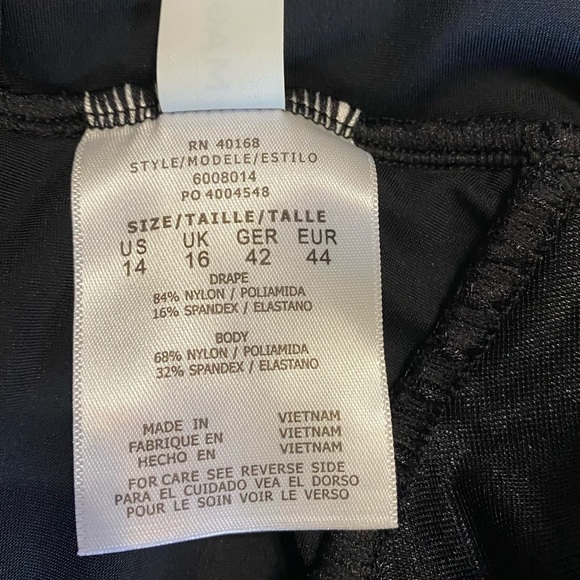 RN 40168
STYLE/MODELE/ESTILO
6008014
PO 4004548
SIZE/TAILLE/TALLE
US UK GER EUR
14 16 42 44
DRAPE
84% NYLON / POLIAMIDA
16% SPANDEX / ELASTANO
BODY
68% NYLON / POLIAMIDA
32% SPANDEX / ELASTANO
MADE IN VIETNAM
FABRIQUE EN VIETNAM
HECHO EN VIETNAM
FOR CARE SEE REVERSE SIDE
PARA EL CUIDADO VEA EL DORSO
POUR LE SOIN VOIR LE VERSO